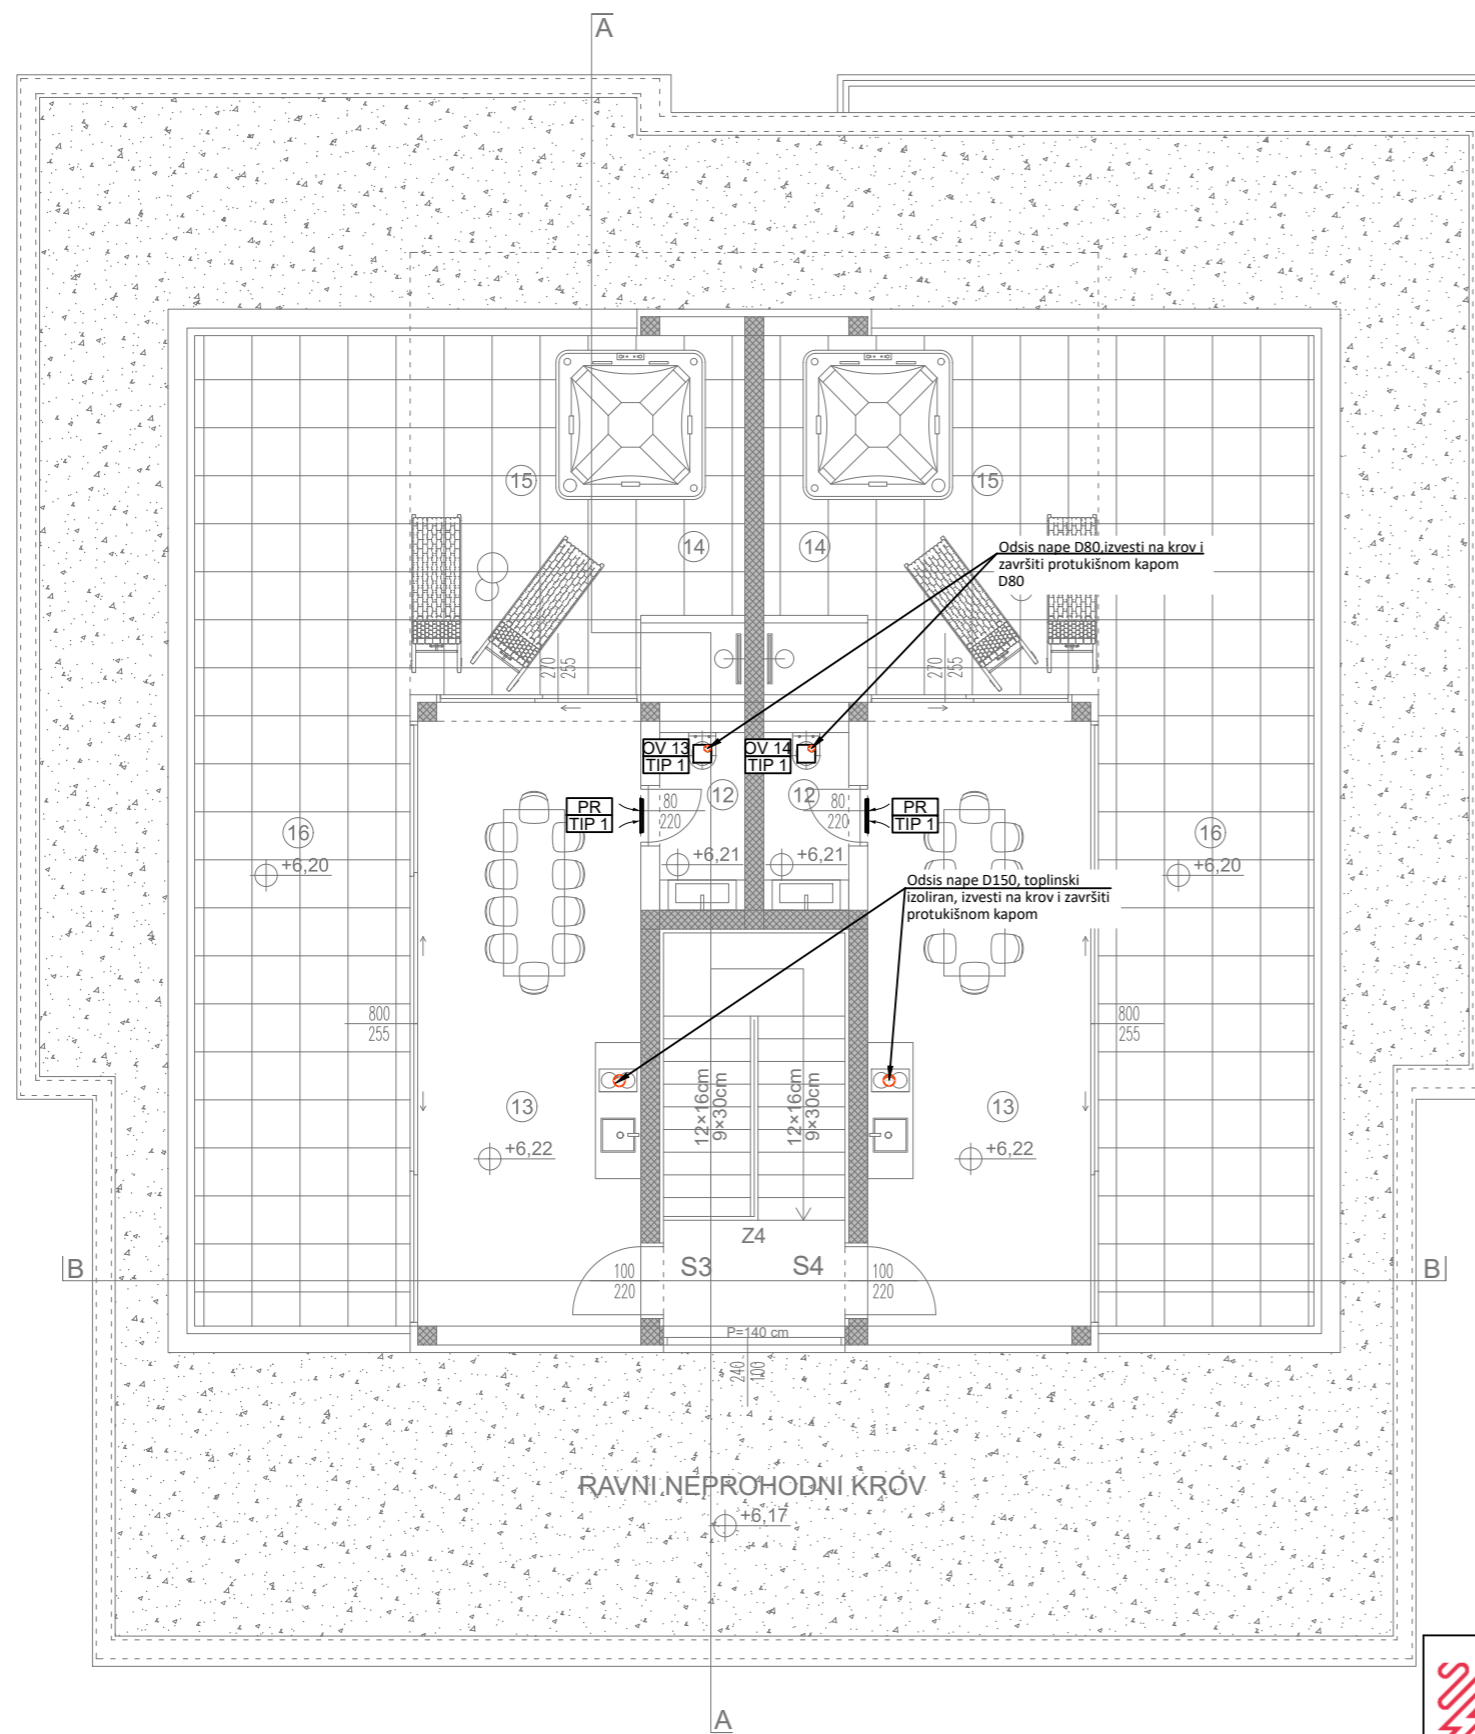 A
15
15
14
14
Odsis nape D80,izvesti na krov i
završiti protukišnom kapom
D80
270
255
270
255
OV 13
TIP 1
OV 14
TIP 1
12
12
PR
TIP 1
80
220
80
220
PR
TIP 1
16
16
+6,20
+6,21
+6,21
+6,20
Odsis nape D150, toplinski
izoliran, izvesti na krov i završiti
protukišnom kapom
800
255
800
255
12×16cm
9×30cm
12×16cm
9×30cm
13
13
+6,22
+6,22
Z4
S3
S4
B
B
100
220
100
220
P=140 cm
240
100
RAVNI NEPROHODNI KROV
+6,17
A